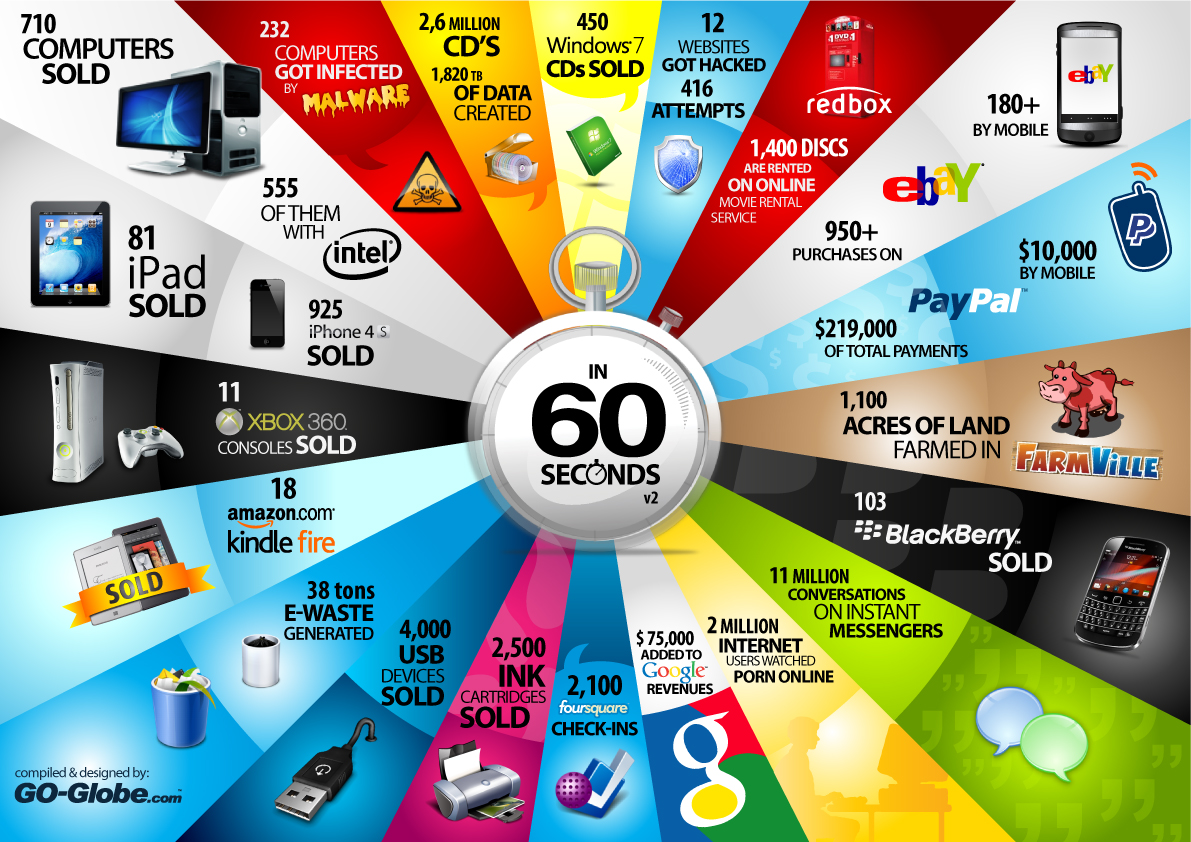 710
COMPUTERS
SOLD
555
OF THEM
WITH
intel
232
COMPUTERS
GOT INFECTED
BY
MALWARE
2,6 MILLION
CD'S
1,820 TB
OF DATA
CREATED
450
Windows 7
CDs SOLD
12
WEBSITES
GOT HACKED
416
ATTEMPTS
redbox
1,400 DISCS
ARE RENTED
ON ONLINE
MOVIE RENTAL
SERVICE
180+
BY MOBILE
ebaY
ebaY
950+
PURCHASES ON
$10,000
BY MOBILE
PayPal™
$219,000
OF TOTAL PAYMENTS
1,100
ACRES OF LAND
FARMED IN
FARMVILLE
103
BlackBerry
SOLD
11 MILLION
CONVERSATIONS
ON INSTANT
MESSENGERS
2 MILLION
INTERNET
USERS WATCHED
PORN ONLINE
$ 75,000
ADDED TO
Google™
REVENUES
g
2,100
foursquare
CHECK-INS
2,500
INK
CARTRIDGES
SOLD
4,000
USB
DEVICES
SOLD
38 tons
E-WASTE
GENERATED
18
amazon.com
kindle fire
SOLD
11
XBOX 360
CONSOLES SOLD
81
iPad
SOLD
925
iPhone 4 S
SOLD
IN
60
SECONDS
v2
compiled & designed by:
GO-Globe.com™